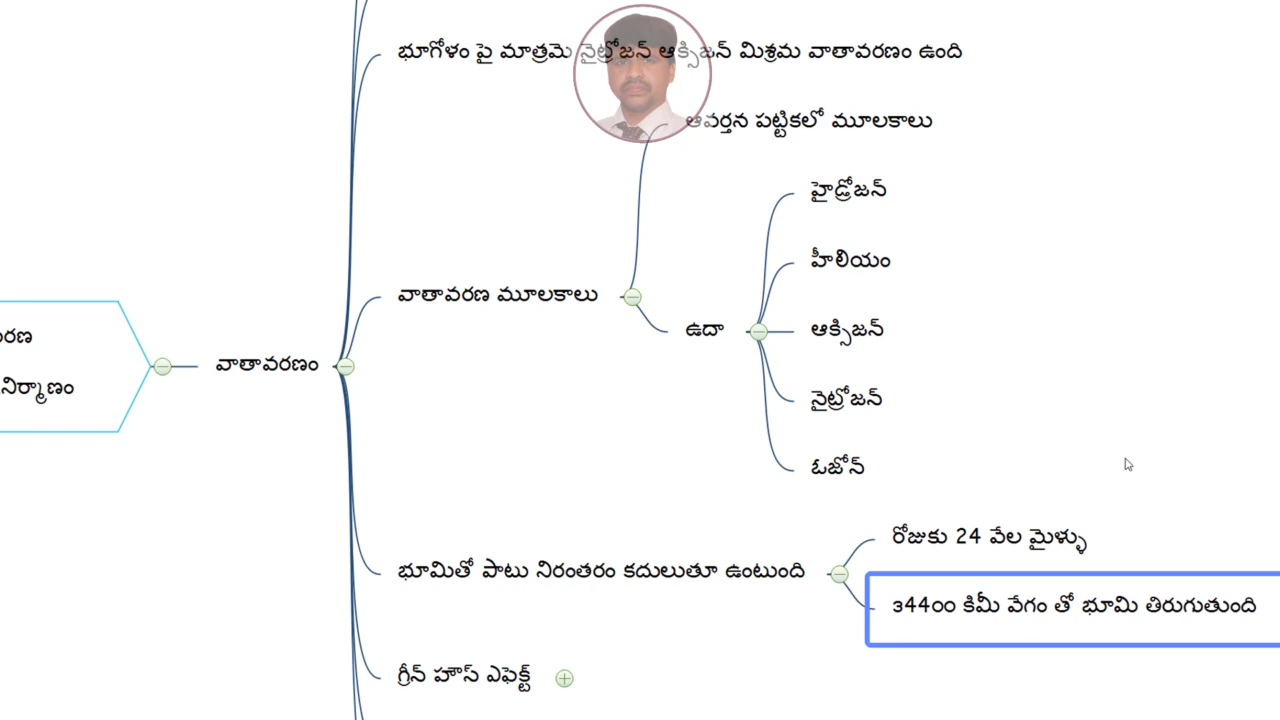 భూగోళం పై మాత్రమె నైట్రోజన్ ఆక్సిజన్ మిశ్రమ వాతావరణం ఉంది
ఆవర్తన పట్టికలో మూలకాలు
హైడ్రోజన్
హీలియం
వాతావరణ మూలకాలు
ఉదా
ఆక్సిజన్
వాతావరణం
నిర్మాణం
నైట్రోజన్
ఓజోన్
రోజుకు 24 వేల మైళ్ళు
భూమితో పాటు నిరంతరం కదులుతూ ఉంటుంది
344౦౦ కిమీ వేగం తో భూమి తిరుగుతుంది
గ్రీన్ హౌస్ ఎఫెక్ట్